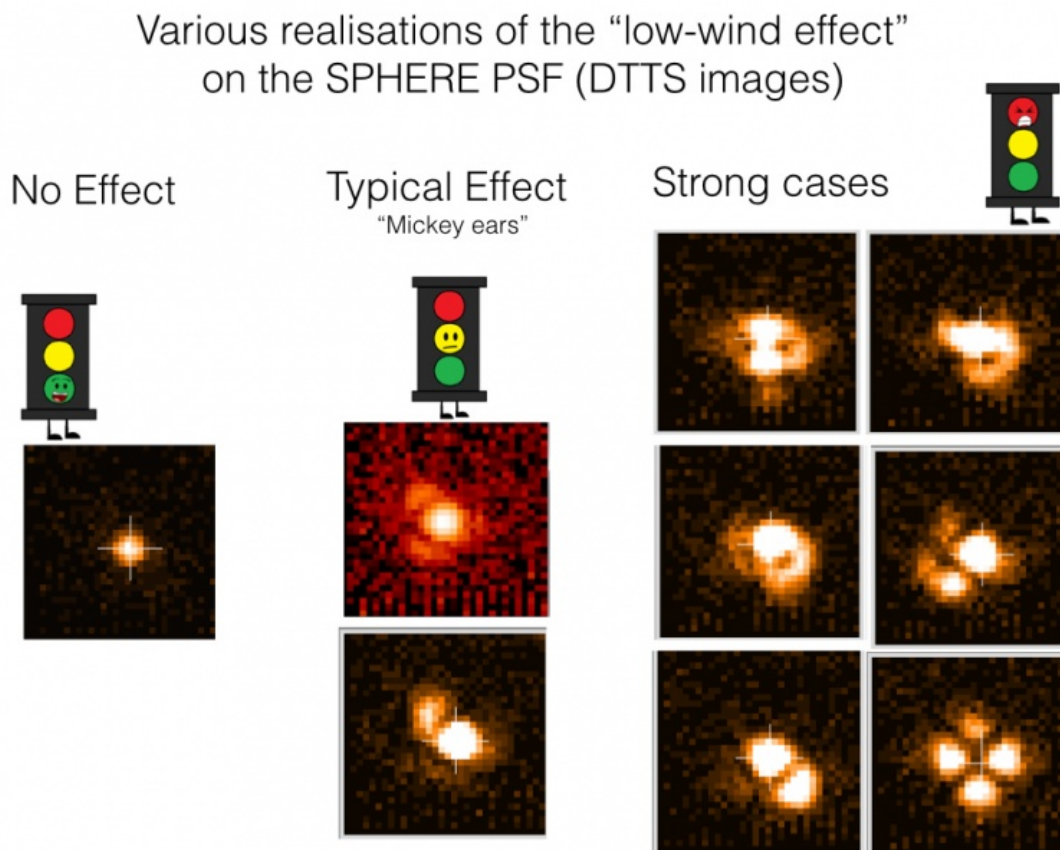 Various realisations of the “low-wind effect”
on the SPHERE PSF (DTTS images)
No Effect
Typical Effect
“Mickey ears”
Strong cases